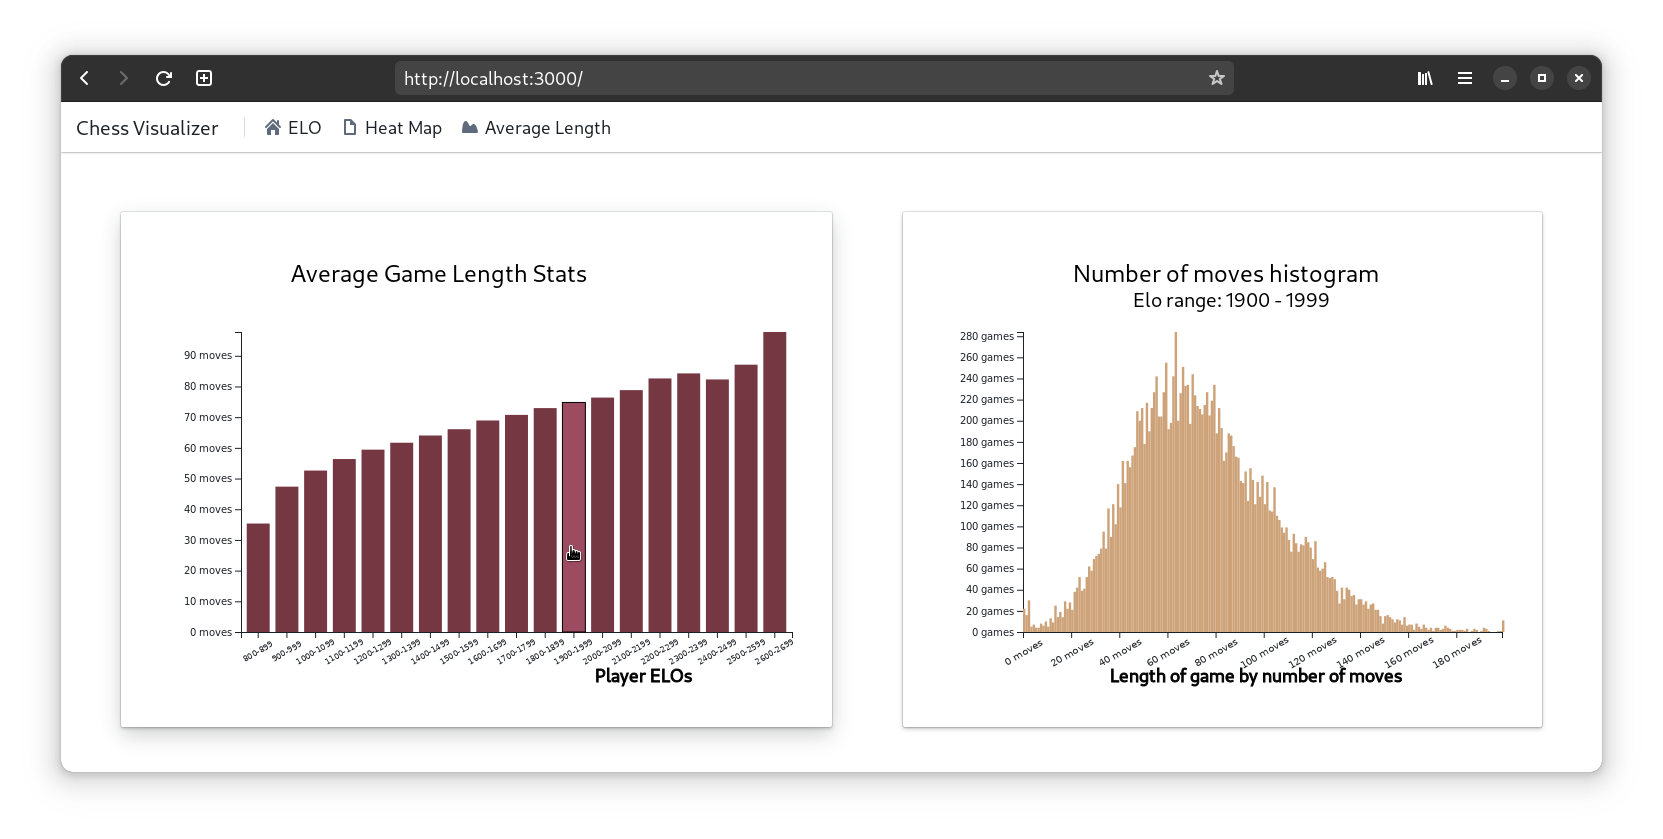 http://localhost:3000/
Chess Visualizer
ELO
Heat Map
Average Length
Average Game Length Stats
90 moves
80 moves
70 moves
60 moves
50 moves
40 moves
30 moves
20 moves
10 moves
0 moves
800-899
900-999
1000-1099
1100-1199
1200-1299
1300-1399
1400-1499
1500-1599
1600-1699
1700-1799
1800-1899
1900-1999
2000-2099
2100-2199
2200-2299
2300-2399
2400-2499
2500-2599
2600-2699
Player ELOs
Number of moves histogram
Elo range: 1900 - 1999
280 games
260 games
240 games
220 games
200 games
180 games
160 games
140 games
120 games
100 games
80 games
60 games
40 games
20 games
0 games
0 moves
20 moves
40 moves
60 moves
80 moves
100 moves
120 moves
140 moves
160 moves
180 moves
Length of game by number of moves